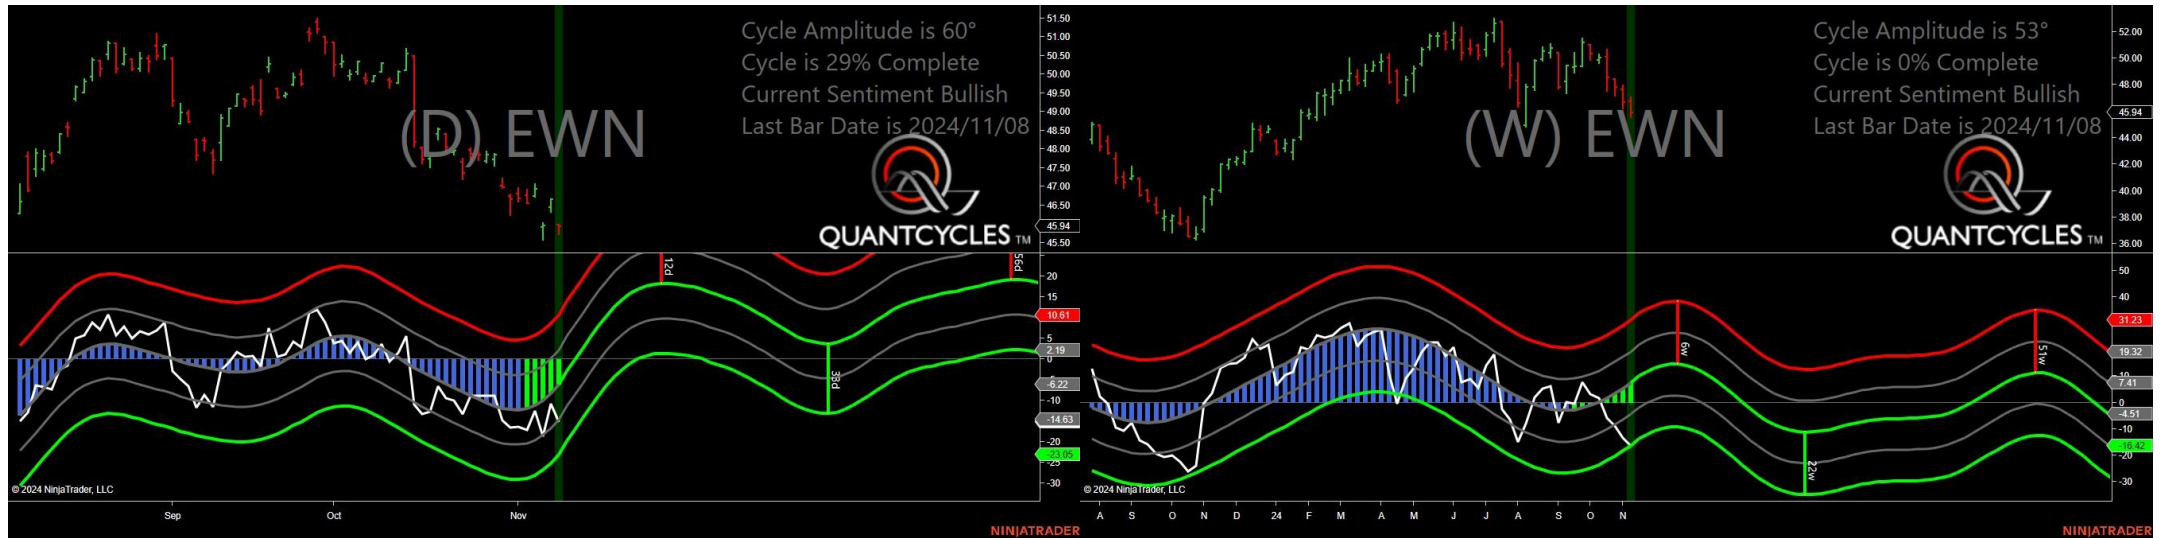 Cycle Amplitude is 60°
Cycle is 29% Complete
Current Sentiment Bullish
Last Bar Date is 2024/11/08
(D) EWN
QUANTCYCLES TM
51.50
51.00
50.50
50.00
49.50
49.00
48.50
48.00
47.50
47.00
46.50
45.94
45.50
12d
56d
33d
20
15
10.61
5
2.19
0
-6.22
-10
-14.63
-20
-23.05
-25
-30
© 2024 NinjaTrader, LLC
Sep Oct Nov
NINJATRADER
Cycle Amplitude is 53°
Cycle is 0% Complete
Current Sentiment Bullish
Last Bar Date is 2024/11/08
(W) EWN
QUANTCYCLES TM
52.00
50.00
48.00
45.94
44.00
42.00
40.00
38.00
36.00
6w
51w
22w
50
40
31.23
19.32
10
7.41
0
-4.51
-10
-16.42
-20
-30
© 2024 NinjaTrader, LLC
A S O N D 24 F M A M J J A S O N
NINJATRADER